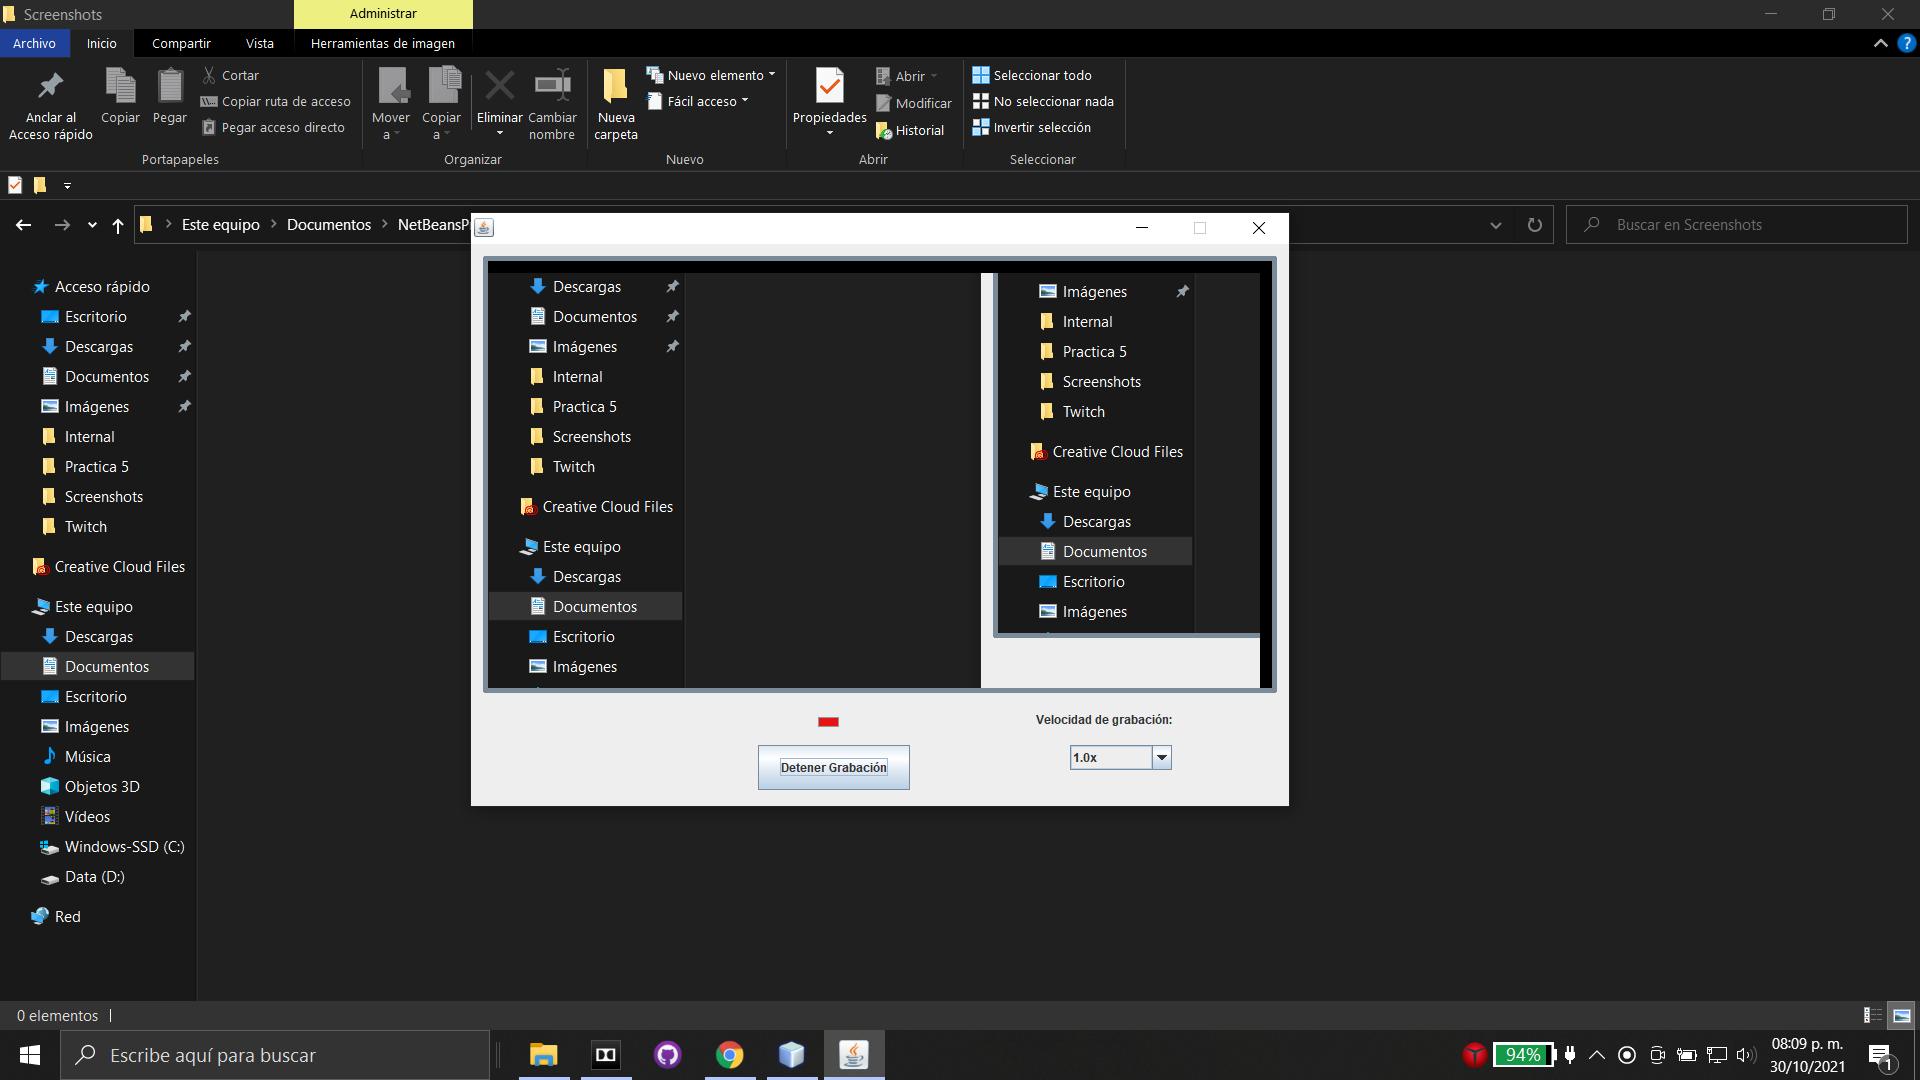 Screenshots
Administrar
Archivo
Inicio
Compartir
Vista
Herramientas de imagen
Anclar al
Acceso rápido
Copiar
Pegar
Cortar
Copiar ruta de acceso
Pegar acceso directo
Portapapeles
Mover
a
Copiar
a
Eliminar
Cambiar
nombre
Organizar
Nueva
carpeta
Nuevo elemento
Fácil acceso
Nuevo
Propiedades
Abrir
Modificar
Historial
Abrir
Seleccionar todo
No seleccionar nada
Invertir selección
Seleccionar
Este equipo
Documentos
Buscar en Screenshots
Acceso rápido
Escritorio
Descargas
Documentos
Imágenes
Internal
Practica 5
Screenshots
Twitch
Creative Cloud Files
Este equipo
Descargas
Documentos
Escritorio
Imágenes
Música
Objetos 3D
Vídeos
Windows-SSD (C:)
Data (D:)
Red
Descargas
Documentos
Imágenes
Internal
Practica 5
Screenshots
Twitch
Creative Cloud Files
Este equipo
Descargas
Documentos
Escritorio
Imágenes
Imágenes
Internal
Practica 5
Screenshots
Twitch
Creative Cloud Files
Este equipo
Descargas
Documentos
Escritorio
Imágenes
Velocidad de grabación:
Detener Grabación
1.0x
0 elementos
Escribe aquí para buscar
94%
08:09 p. m.
30/10/2021
1